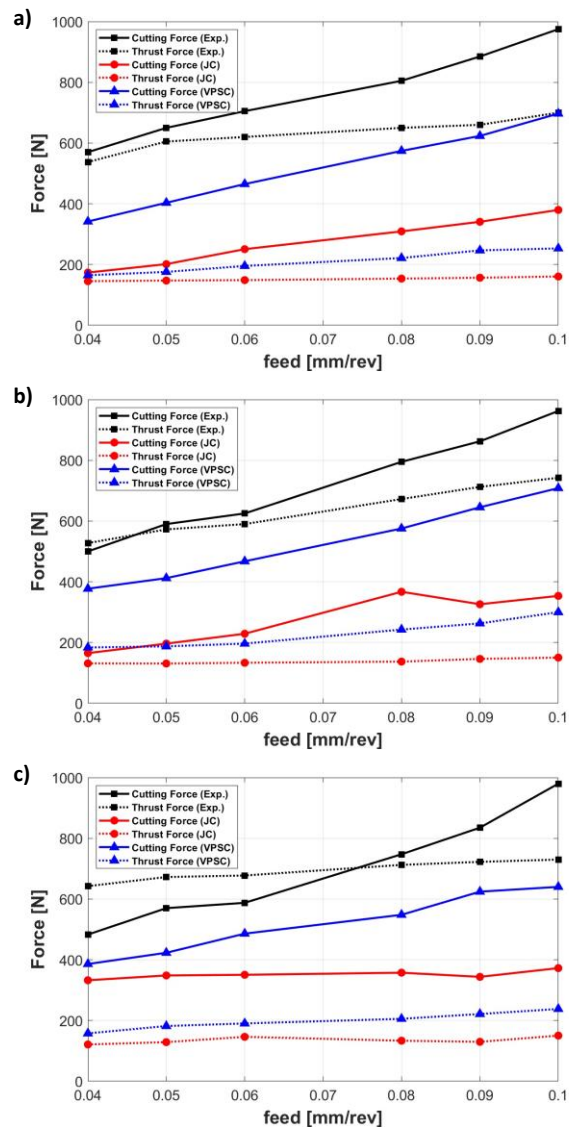 a)
1000
800
600
400
200
0
Force [N]
Cutting Force (Exp.)
Thrust Force (Exp.)
Cutting Force (JC)
Thrust Force (JC)
Cutting Force (VPSC)
Thrust Force (VPSC)
0.04 0.05 0.06 0.07 0.08 0.09 0.1
feed [mm/rev]
b)
1000
800
600
400
200
0
Force [N]
Cutting Force (Exp.)
Thrust Force (Exp.)
Cutting Force (JC)
Thrust Force (JC)
Cutting Force (VPSC)
Thrust Force (VPSC)
0.04 0.05 0.06 0.07 0.08 0.09 0.1
feed [mm/rev]
c)
1000
800
600
400
200
0
Force [N]
Cutting Force (Exp.)
Thrust Force (Exp.)
Cutting Force (JC)
Thrust Force (JC)
Cutting Force (VPSC)
Thrust Force (VPSC)
0.04 0.05 0.06 0.07 0.08 0.09 0.1
feed [mm/rev]